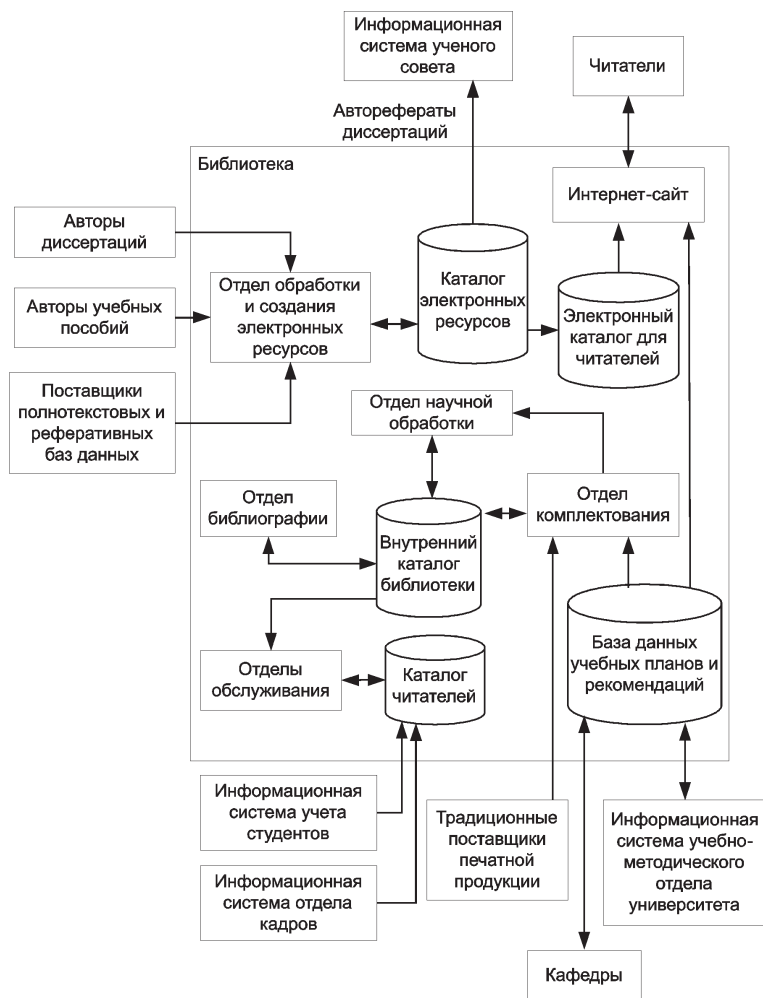 Информационная
система ученого
совета
Читатели
Авторефераты
диссертаций
Библиотека
Интернет-сайт
Авторы
диссертаций
Отдел обработки
и создания
электронных
ресурсов
Каталог
электронных
ресурсов
Авторы учебных
пособий
Электронный
каталог для
читателей
Поставщики
полнотекстовых и
реферативных
баз данных
Отдел научной
обработки
Отдел
библиографии
Отдел
комплектования
Внутренний
каталог
библиотеки
База данных
учебных планов и
рекомендаций
Отделы
обслуживания
Каталог
читателей
Информационная
система учета
студентов
Традиционные
поставщики
печатной
продукции
Информационная
система учебно-
методического
отдела
университета
Информационная
система отдела
кадров
Кафедры